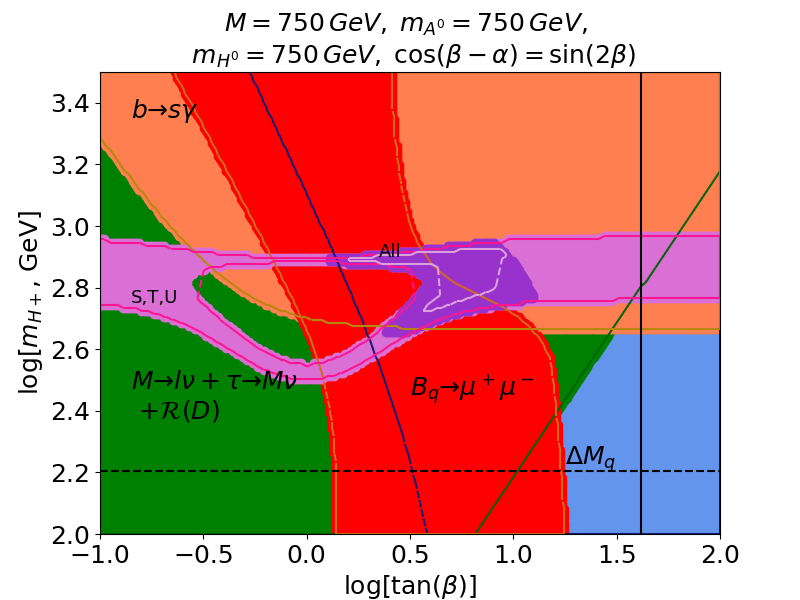 M = 750 GeV, m_{A^0} = 750 GeV,
m_{H^0} = 750 GeV, cos(β − α) = sin(2β)
log[m_{H+}, GeV]
3.4
3.2
3.0
2.8
2.6
2.4
2.2
2.0
b→sγ
All
S,T,U
M→lν + τ→Mν
+ℛ(D)
B_q→μ^+ μ^−
ΔM_q
−1.0 −0.5 0.0 0.5 1.0 1.5 2.0
log[tan(β)]